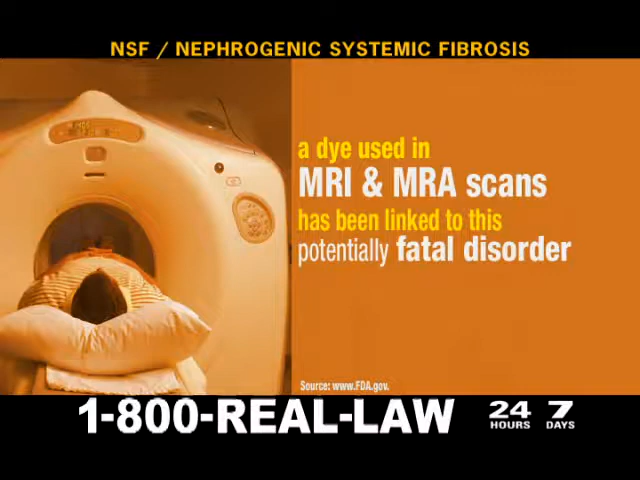 NSF / NEPHROGENIC SYSTEMIC FIBROSIS
a dye used in
MRI & MRA scans
has been linked to this
potentially fatal disorder
Source: www.FDA.gov.
1-800-REAL-LAW
24 HOURS 7 DAYS